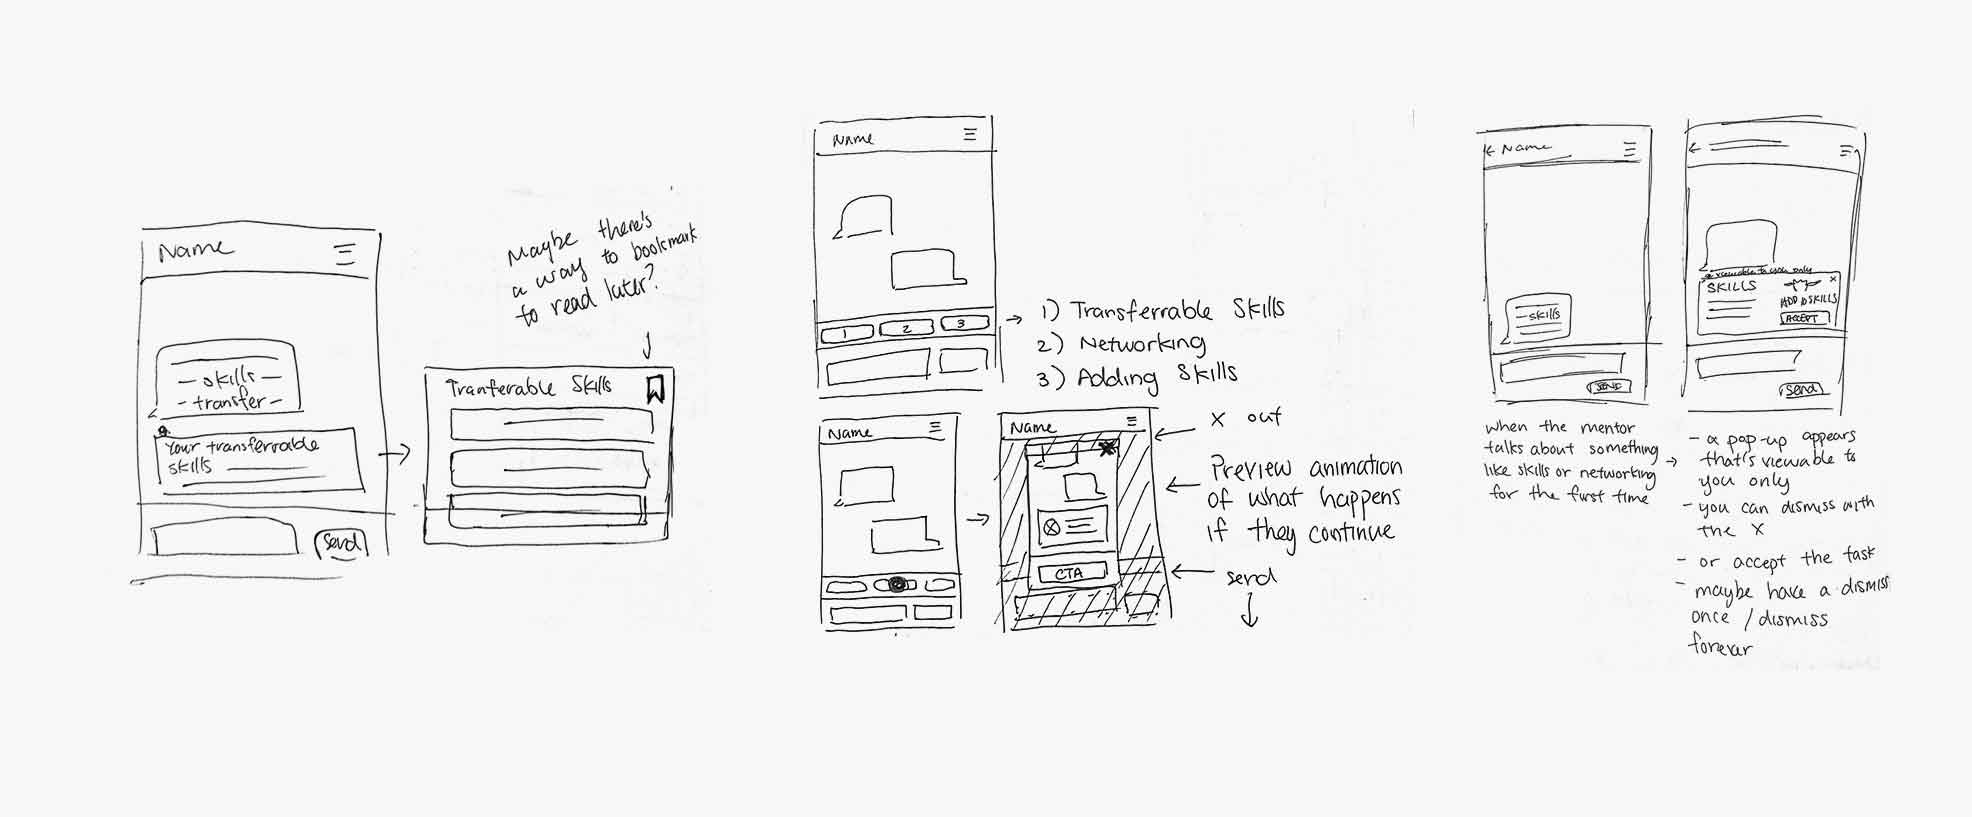 Name
Maybe there's
a way to bookmark
to read later?
skills
transfer
Your transferrable
skills
Send
Tranferable Skills
Name
1
2
3
1) Transferrable Skills
2) Networking
3) Adding Skills
Name
Name
CTA
X out
Preview animation
of what happens
if they continue
send
Name
skills
SEND
when the mentor
talks about something
like skills or networking
for the first time
viewable to you only
SKILLS
x
ADD SKILLS
ACCEPT
Send
- a pop-up appears
that's viewable to
you only
- you can dismiss with
the X
- or accept the task
- maybe have a dismiss
once / dismiss
forever